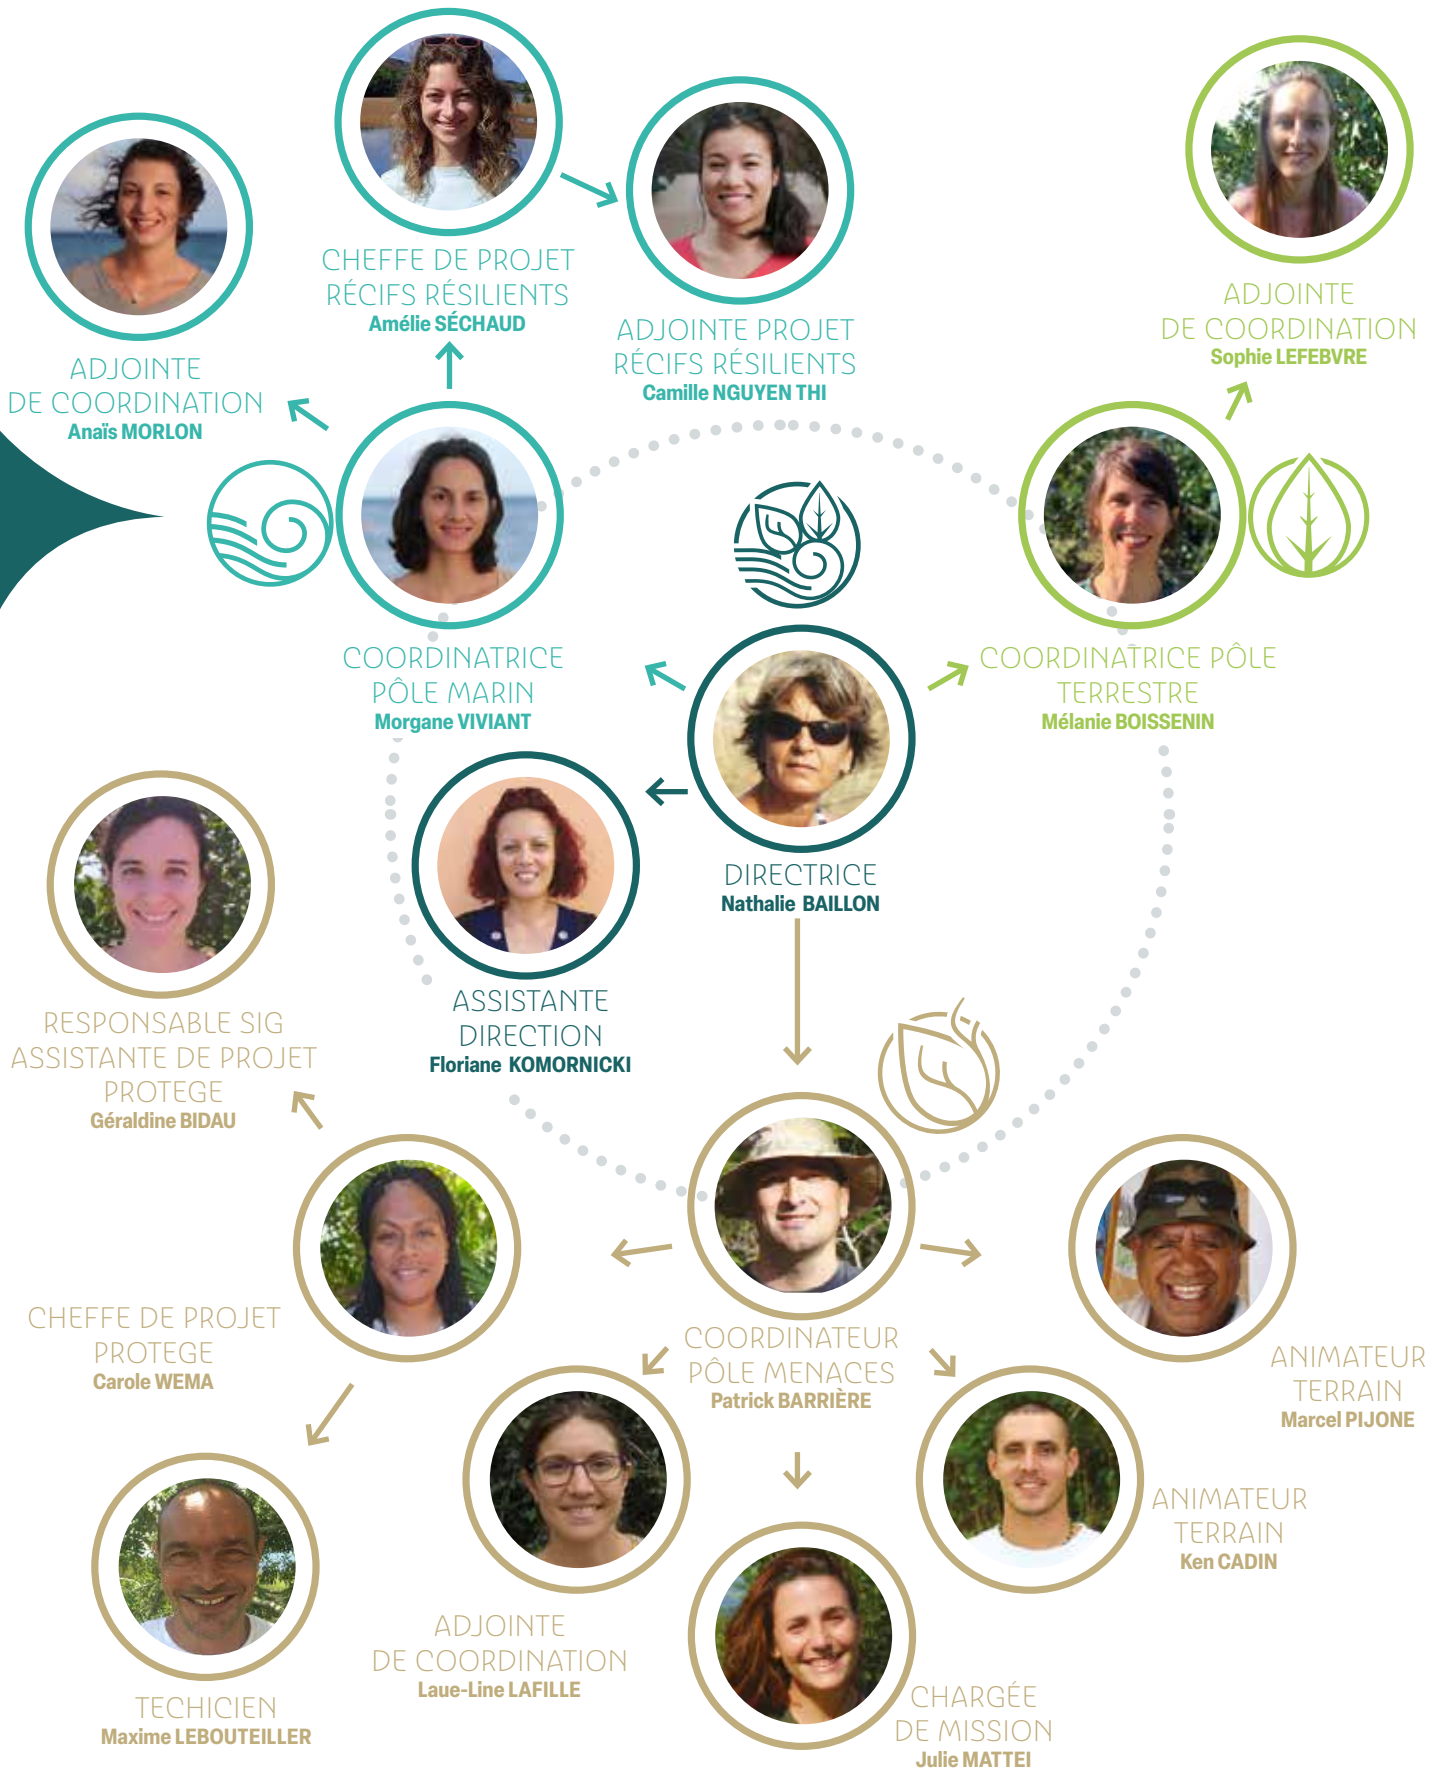 CHEFFE DE PROJET
RÉCIFS RÉSILIENTS
Amélie SÉCHAUD
ADJOINTE
DE COORDINATION
Sophie LEFEBVRE
ADJOINTE PROJET
RÉCIFS RÉSILIENTS
Camille NGUYEN THI
ADJOINTE
DE COORDINATION
Anaïs MORLON
COORDINATRICE
PÔLE MARIN
Morgane VIVIANT
COORDINATRICE PÔLE
TERRESTRE
Mélanie BOISSENIN
DIRECTRICE
Nathalie BAILLON
ASSISTANTE
DIRECTION
Floriane KOMORNICKI
RESPONSABLE SIG
ASSISTANTE DE PROJET
PROTEGE
Géraldine BIDAU
CHEFFE DE PROJET
PROTEGE
Carole WEMA
COORDINATEUR
PÔLE MENACES
Patrick BARRIÈRE
ANIMATEUR
TERRAIN
Marcel PIJONE
ANIMATEUR
TERRAIN
Ken CADIN
ADJOINTE
DE COORDINATION
Laue-Line LAFILLE
TECHICIEN
Maxime LEBOUTEILLER
CHARGÉE
DE MISSION
Julie MATTEI